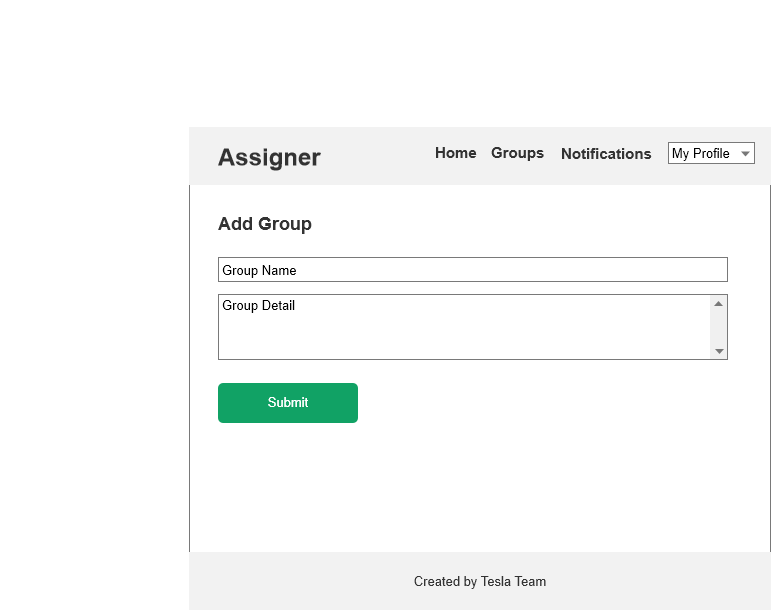 Assigner
Home Groups Notifications My Profile
Add Group
Group Name
Group Detail
Submit
Created by Tesla Team